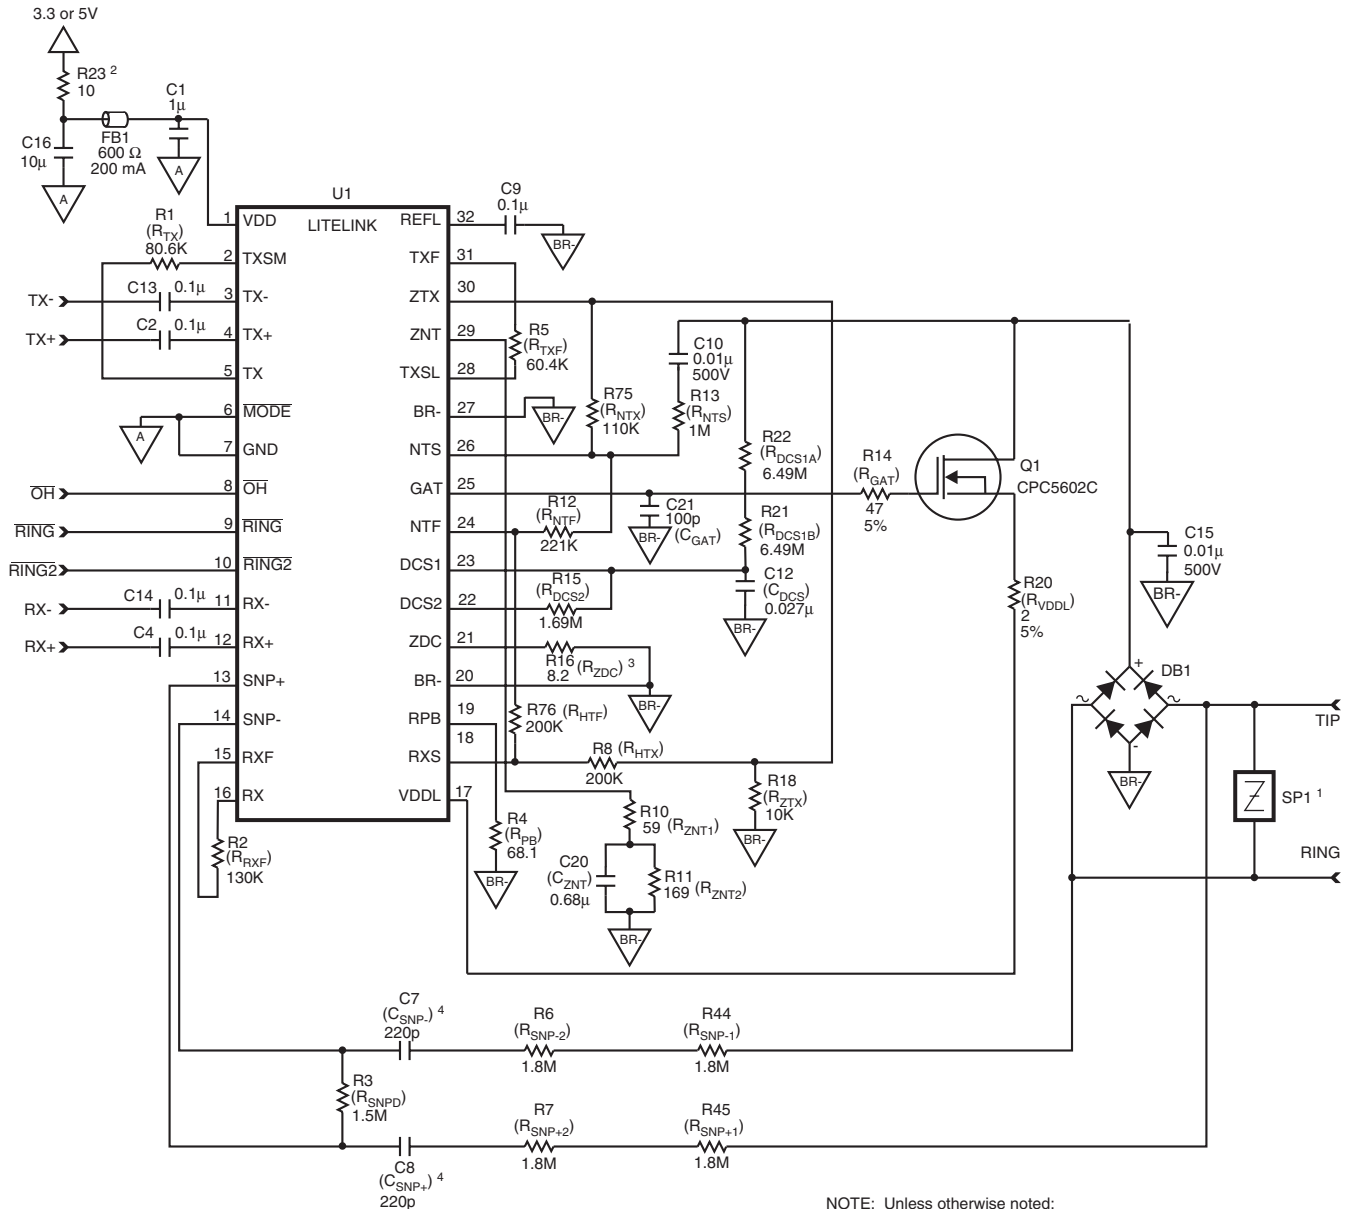 3.3 or 5V
R23 2
10
C1
1µ
C16
10µ
FB1
600 Ω
200 mA
A
A
U1
LITELINK
R1
(RTX)
80.6K
1 VDD
2 TXSM
TX- C13 0.1µ 3 TX-
TX+ C2 0.1µ 4 TX+
5 TX
6 MODE
A
7 GND
OH 8 OH
RING 9 RING
RING2 10 RING2
RX- C14 0.1µ 11 RX-
RX+ C4 0.1µ 12 RX+
13 SNP+
14 SNP-
15 RXF
16 RX
R2
(RRXF)
130K
REFL 32
TXF 31
ZTX 30
ZNT 29
TXSL 28
BR- 27
NTS 26
GAT 25
NTF 24
DCS1 23
DCS2 22
ZDC 21
BR- 20
RPB 19
RXS 18
VDDL 17
C9
0.1µ
BR-
R5
(RTXF)
60.4K
BR-
R75
(RNTX)
110K
C10
0.01µ
500V
R13
(RNTS)
1M
R22
(RDCS1A)
6.49M
R21
(RDCS1B)
6.49M
R14
(RGAT)
47
5%
Q1
CPC5602C
R12
(RNTF)
221K
C21
100p
(CGAT)
BR-
R15
(RDCS2)
1.69M
C12
(CDCS)
0.027µ
BR-
R16 (RZDC) 3
8.2
BR-
C15
0.01µ
500V
BR-
R20
(RVDDL)
2
5%
R76 (RHTF)
200K
R8 (RHTX)
200K
R18
(RZTX)
10K
BR-
R4
(RPB)
68.1
BR-
R10
59 (RZNT1)
C20
(CZNT)
0.68µ
R11
169 (RZNT2)
BR-
+
DB1
~
~
-
BR-
TIP
SP1 1
RING
C7
(CSNP-) 4
220p
R6
(RSNP-2)
1.8M
R44
(RSNP-1)
1.8M
R3
(RSNPD)
1.5M
R7
(RSNP+2)
1.8M
R45
(RSNP+1)
1.8M
C8
(CSNP+) 4
220p
NOTE: Unless otherwise noted: